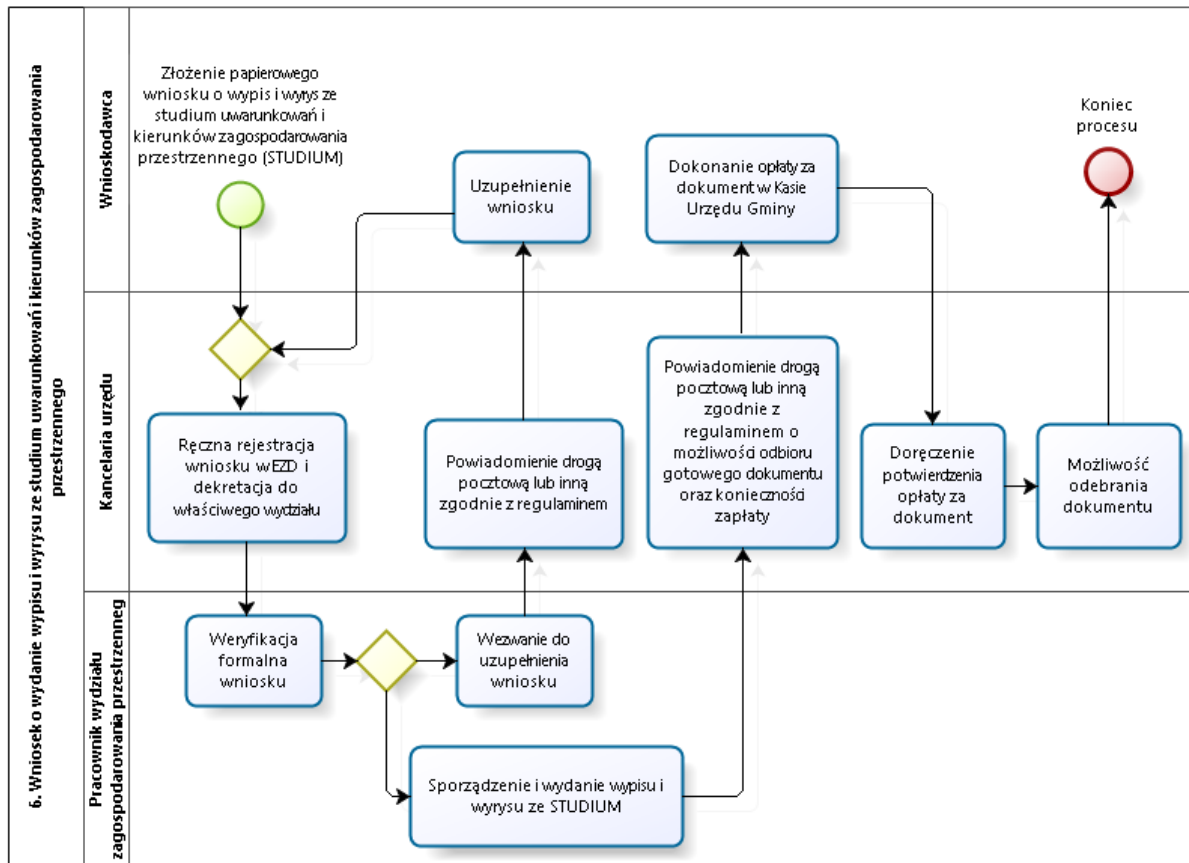 6. Wniosek o wydanie wypisu i wyrysu ze studium uwarunkowań i kierunków zagospodarowania
przestrzennego
Wnioskodawca
Złożenie papierowego
wniosku o wypis i wyrys ze
studium uwarunkowań i
kierunków zagospodarowania
przestrzennego (STUDIUM)
Uzupełnienie
wniosku
Dokonanie opłaty za
dokument w Kasie
Urzędu Gminy
Koniec
procesu
Kancelaria urzędu
Ręczna rejestracja
wniosku w EZD i
dekretacja do
właściwego wydziału
Powiadomienie drogą
pocztową lub inną
zgodnie z regulaminem
Powiadomienie drogą
pocztową lub inną
zgodnie z
regulaminem o
możliwości odbioru
gotowego dokumentu
oraz konieczności
zapłaty
Doręczenie
potwierdzenia
opłaty za
dokument
Możliwość
odebrania
dokumentu
Pracownik wydziału
zagospodarowania przestrzenneg
Weryfikacja
formalna
wniosku
Wezwanie do
uzupełnienia
wniosku
Sporządzenie i wydanie wypisu i
wyrysu ze STUDIUM